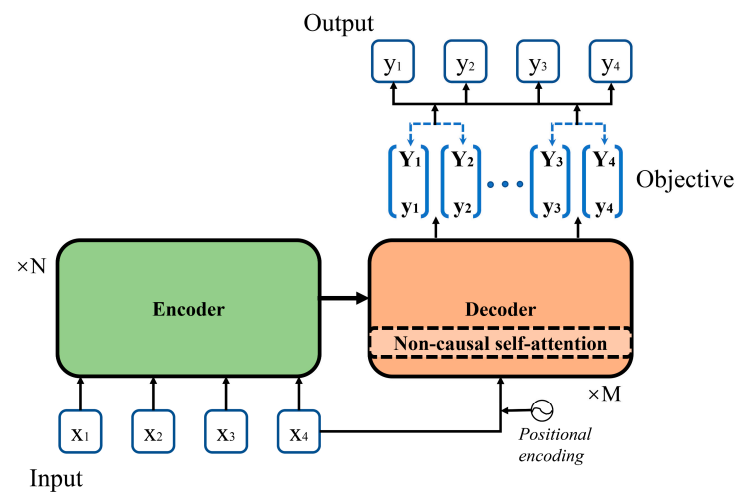 Output
y1 y2 y3 y4
Y1 Y2 Y3 Y4
Objective
y1 y2 y3 y4
×N
Encoder
Decoder
Non-causal self-attention
×M
x1 x2 x3 x4
Positional
encoding
Input